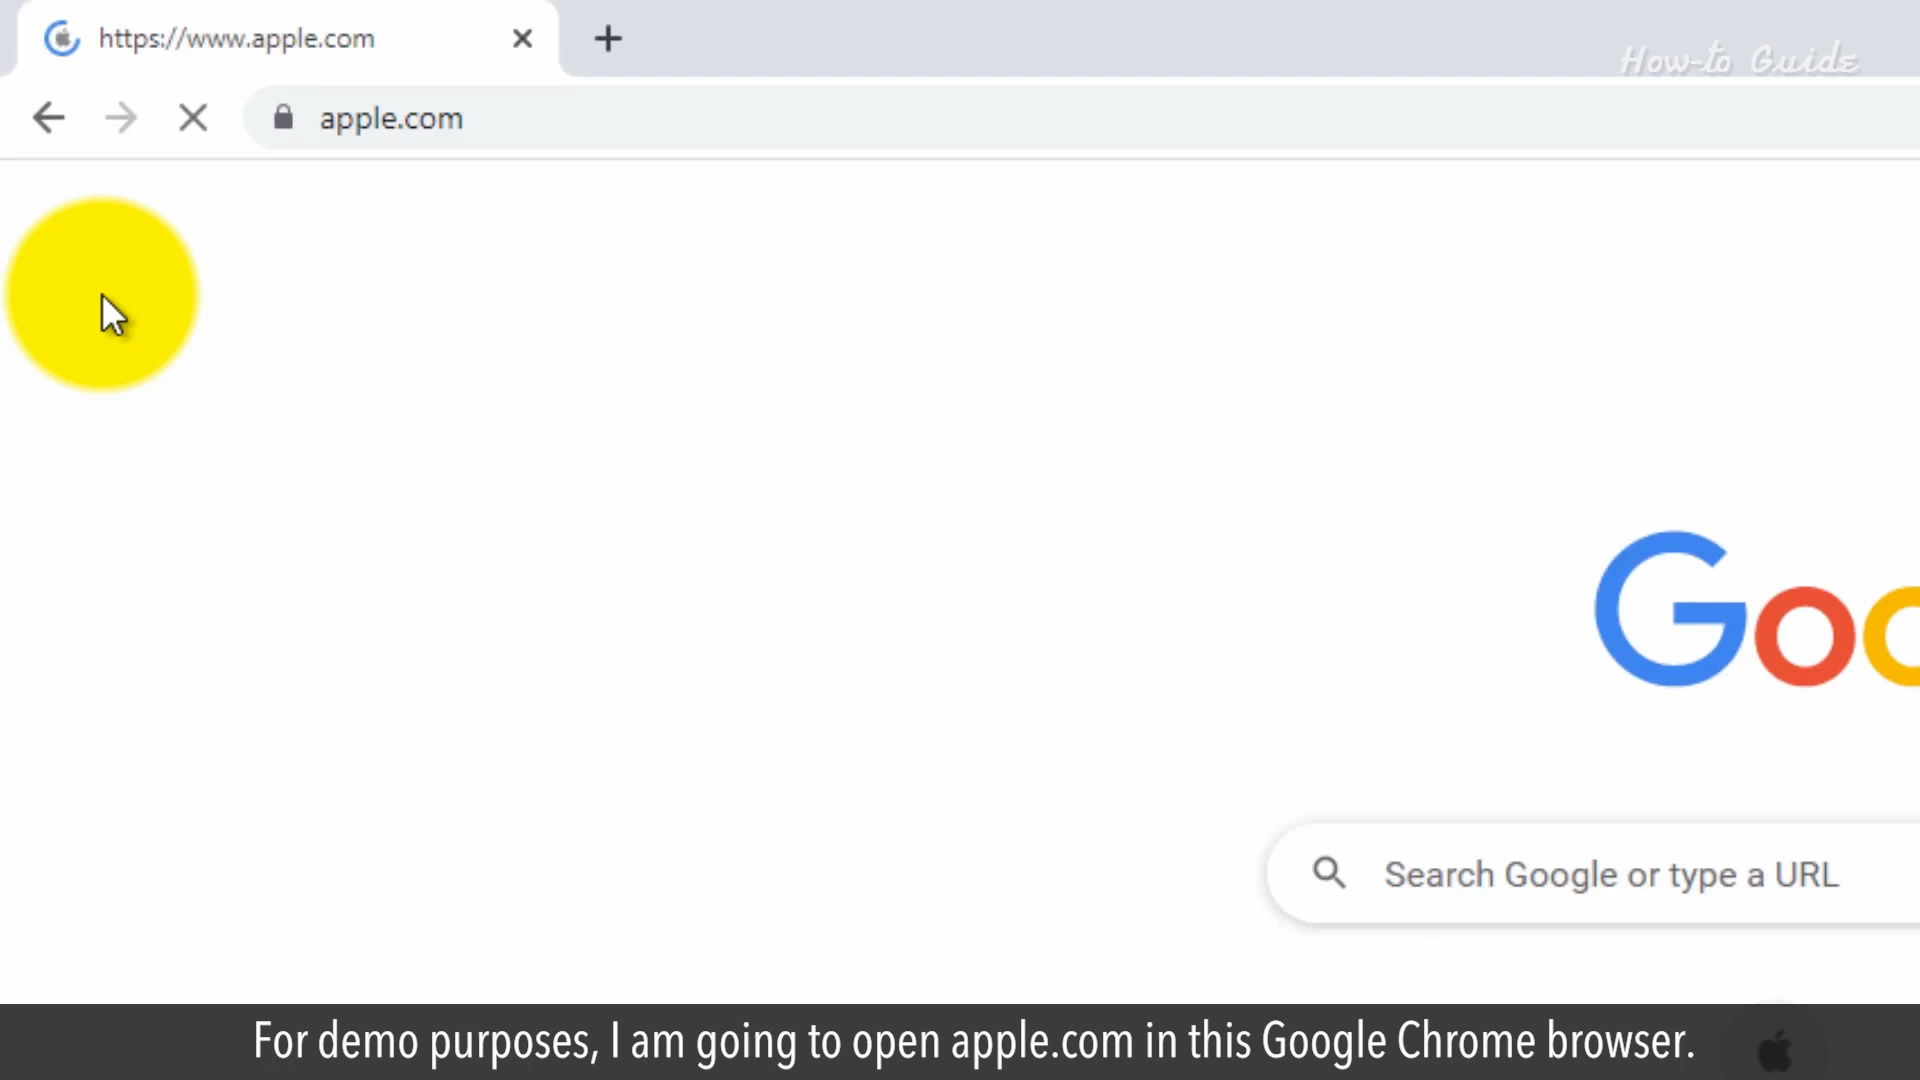 https://www.apple.com
How-to Guide
apple.com
Goo
Search Google or type a URL
For demo purposes, I am going to open apple.com in this Google Chrome browser.